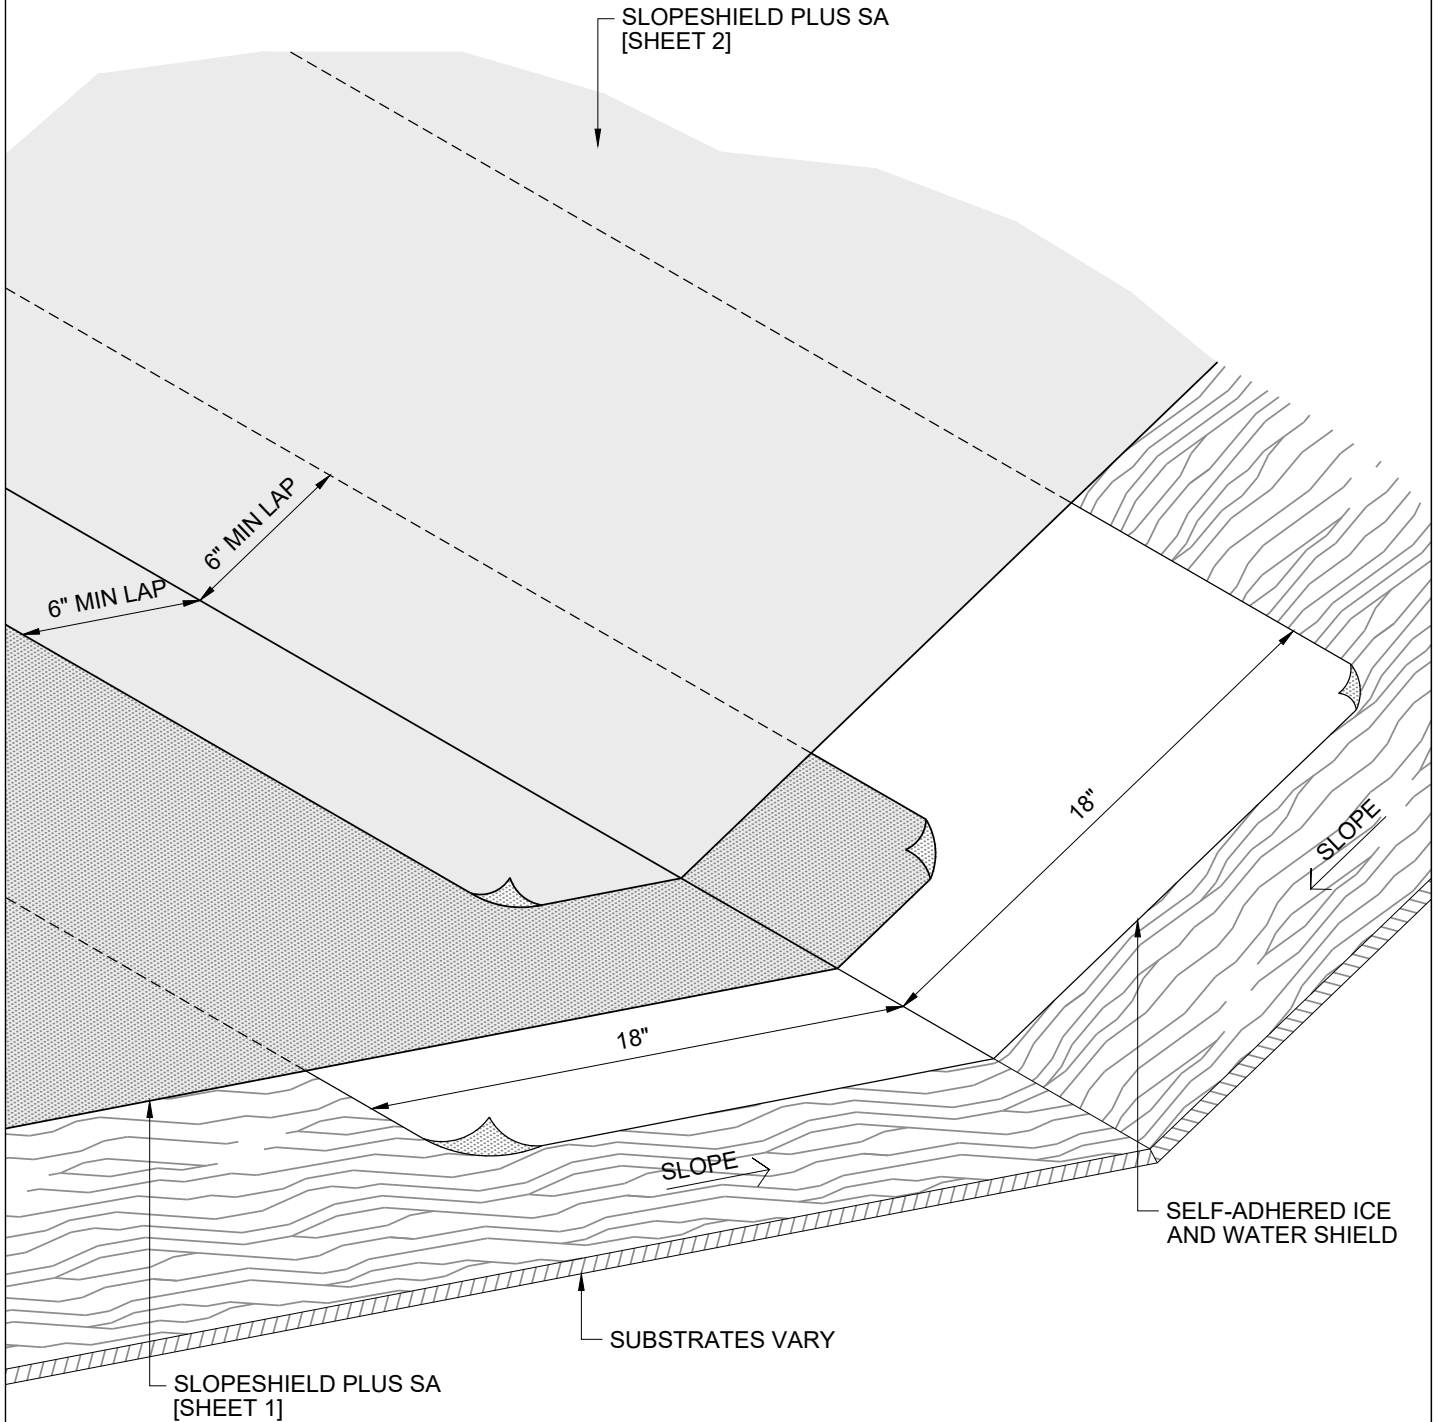 SLOPESHIELD PLUS SA
[SHEET 2]
6" MIN LAP
6" MIN LAP
18"
SLOPE
18"
SLOPE
SELF-ADHERED ICE
AND WATER SHIELD
SUBSTRATES VARY
SLOPESHIELD PLUS SA
[SHEET 1]